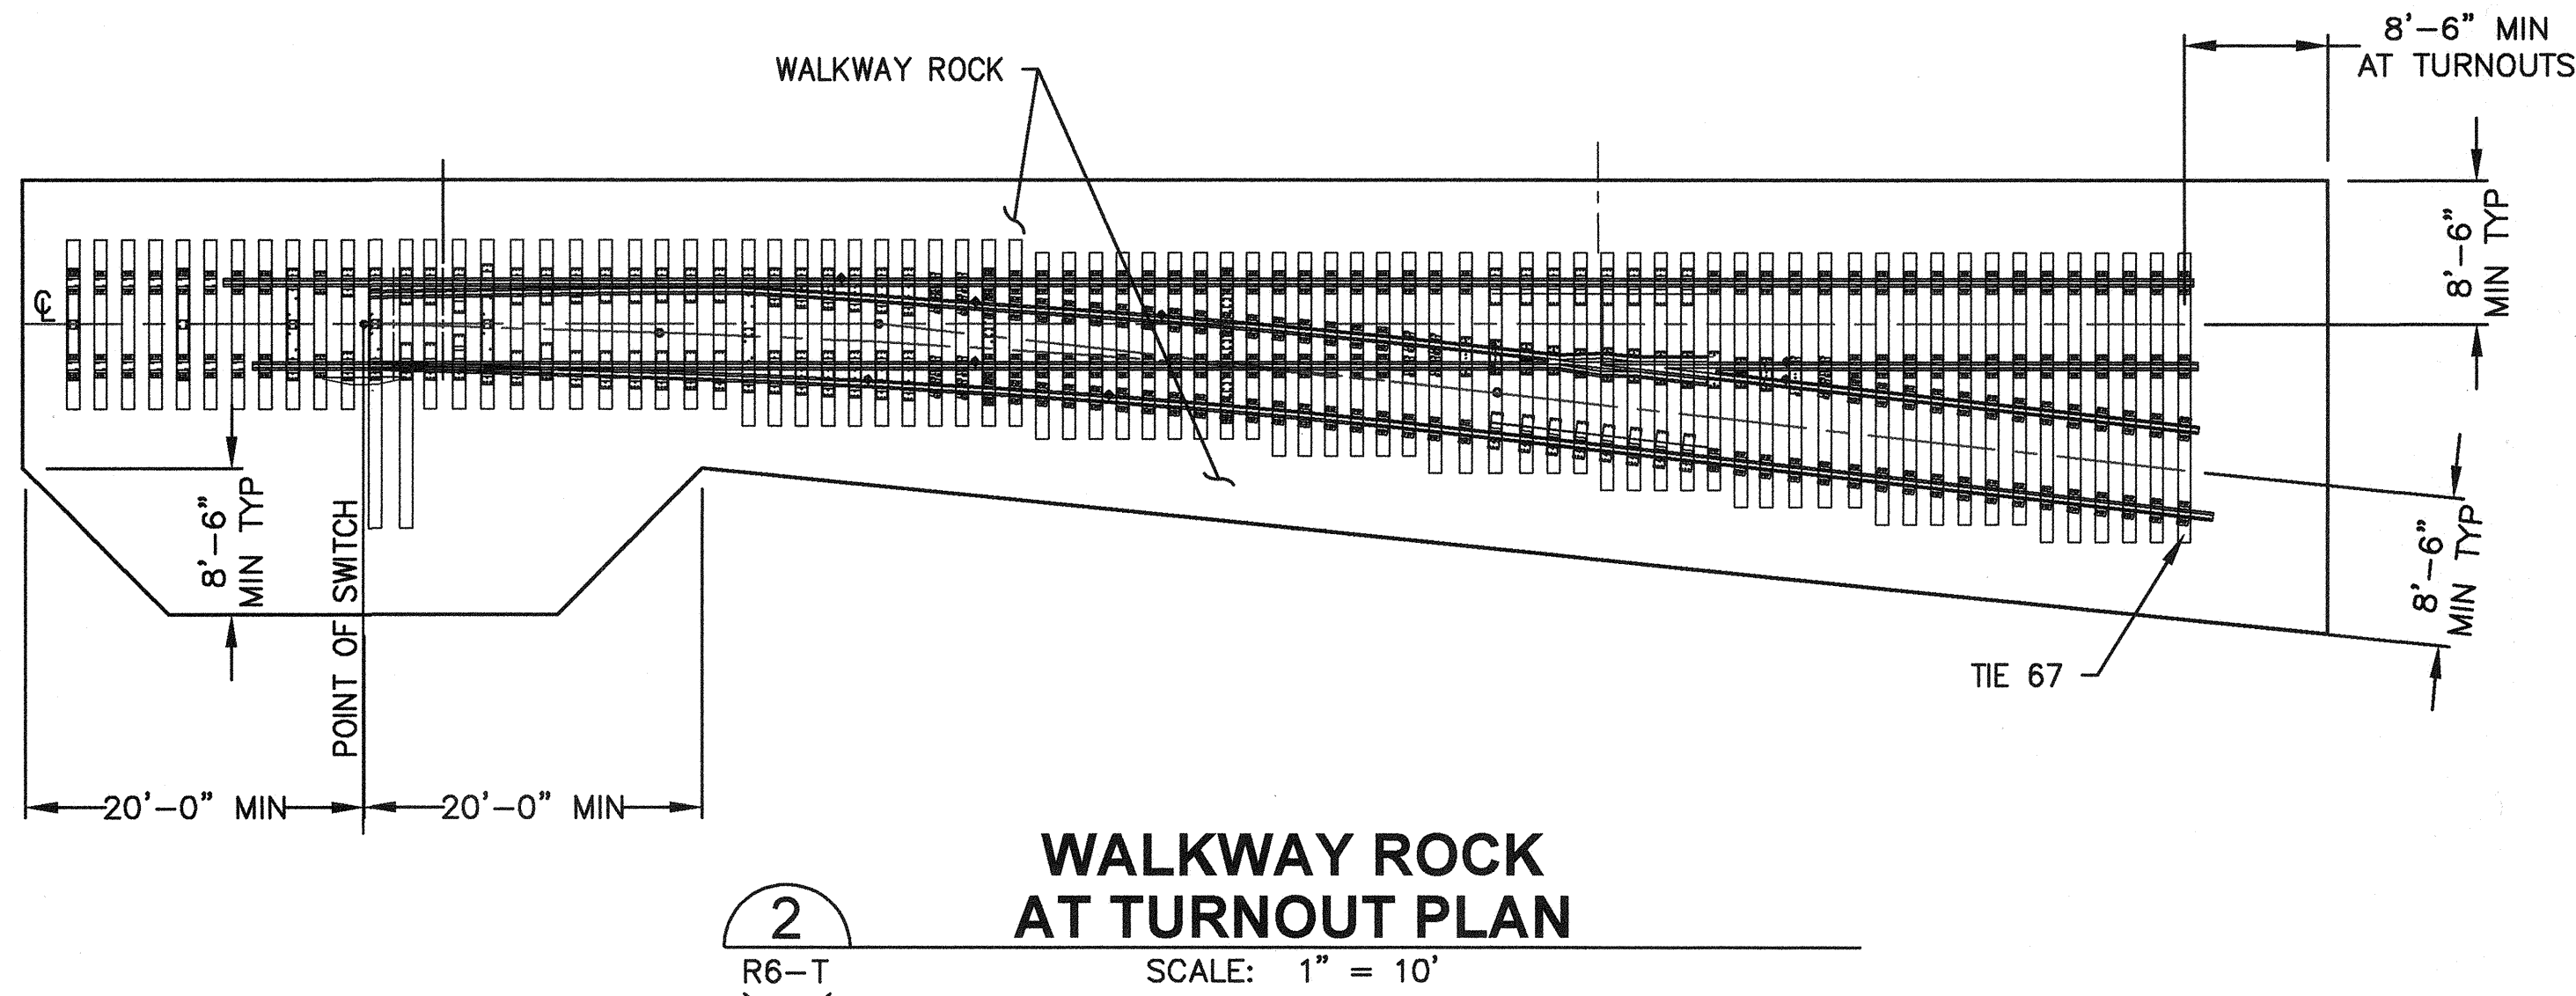 8'-6" MIN
AT TURNOUTS
WALKWAY ROCK
8'-6"
MIN TYP
℄
8'-6"
MIN TYP
POINT OF SWITCH
8'-6"
MIN TYP
TIE 67
20'-0" MIN
20'-0" MIN
WALKWAY ROCK
AT TURNOUT PLAN
2
R6-T
SCALE: 1" = 10'